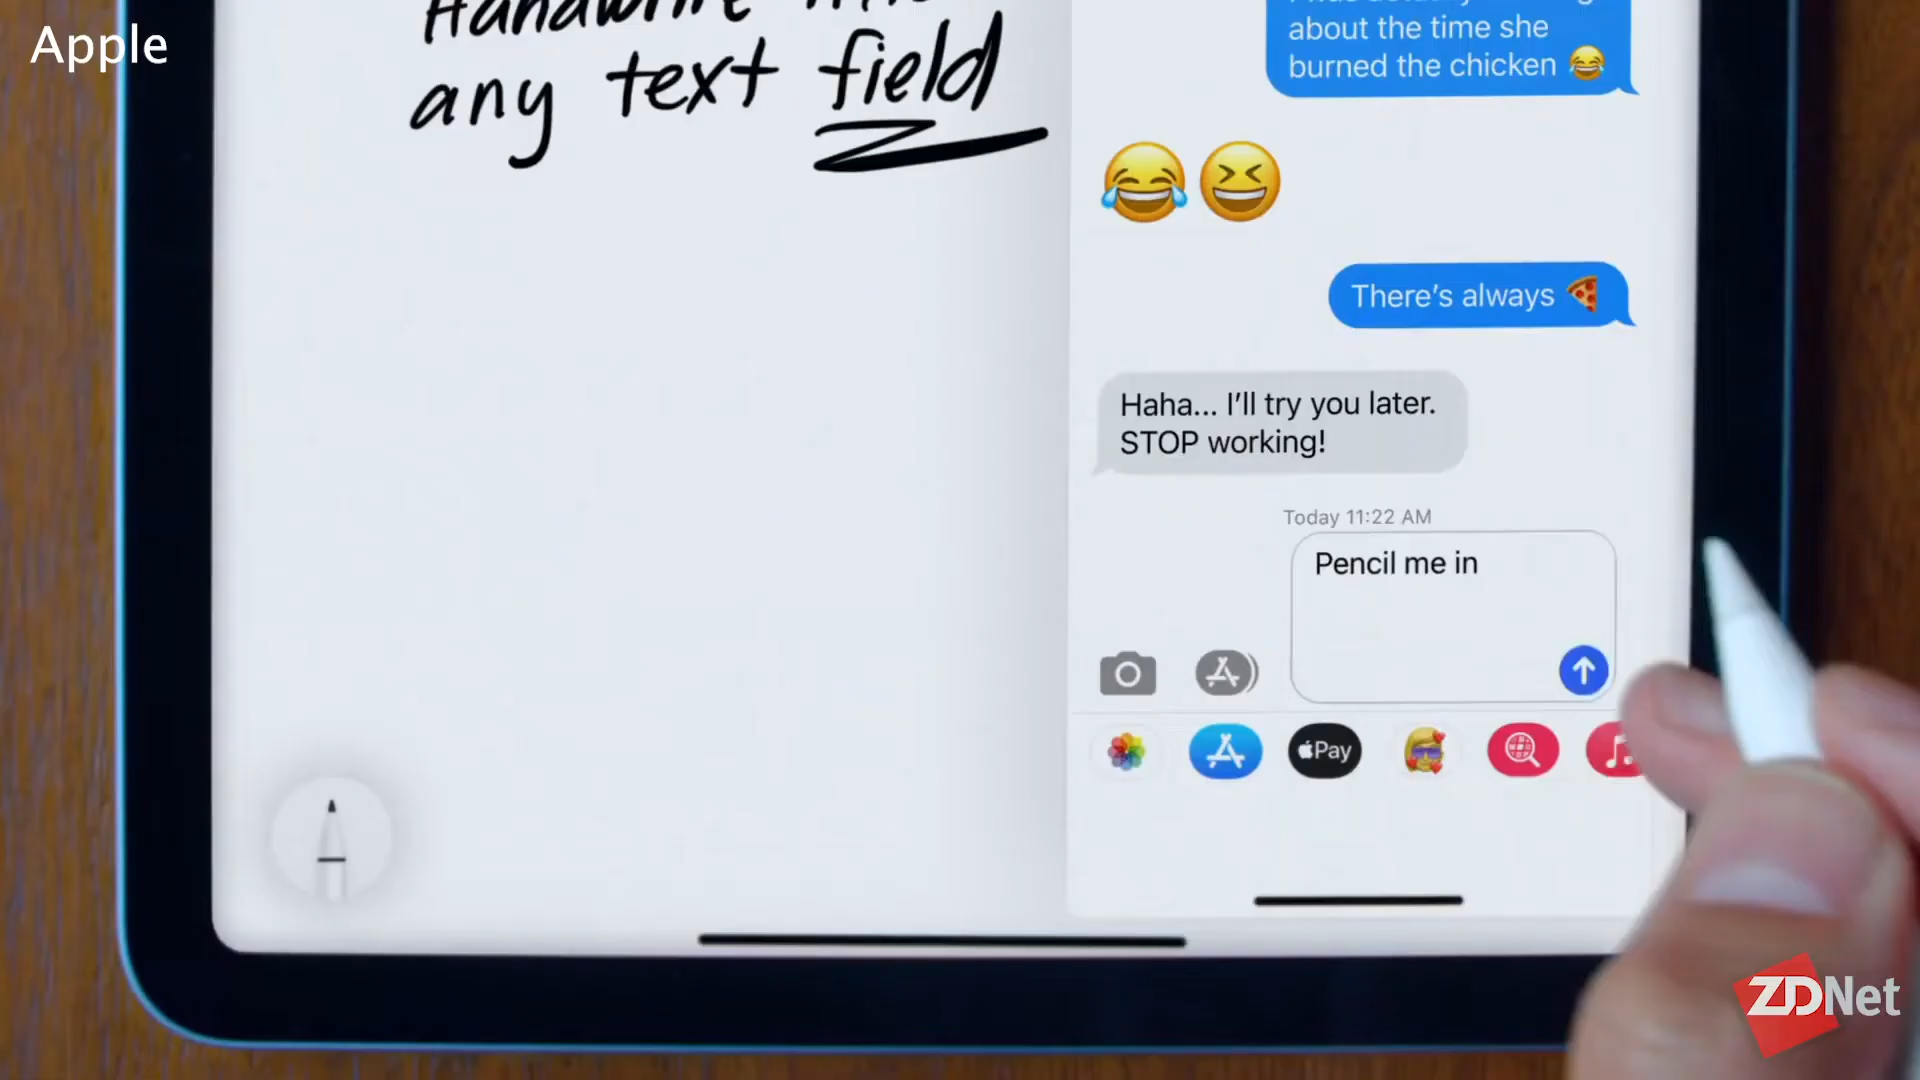 Apple
any text field
about the time she
burned the chicken 😂
😂😆
There's always 🍕
Haha... I'll try you later.
STOP working!
Today 11:22 AM
Pencil me in
Pay
ZDNet